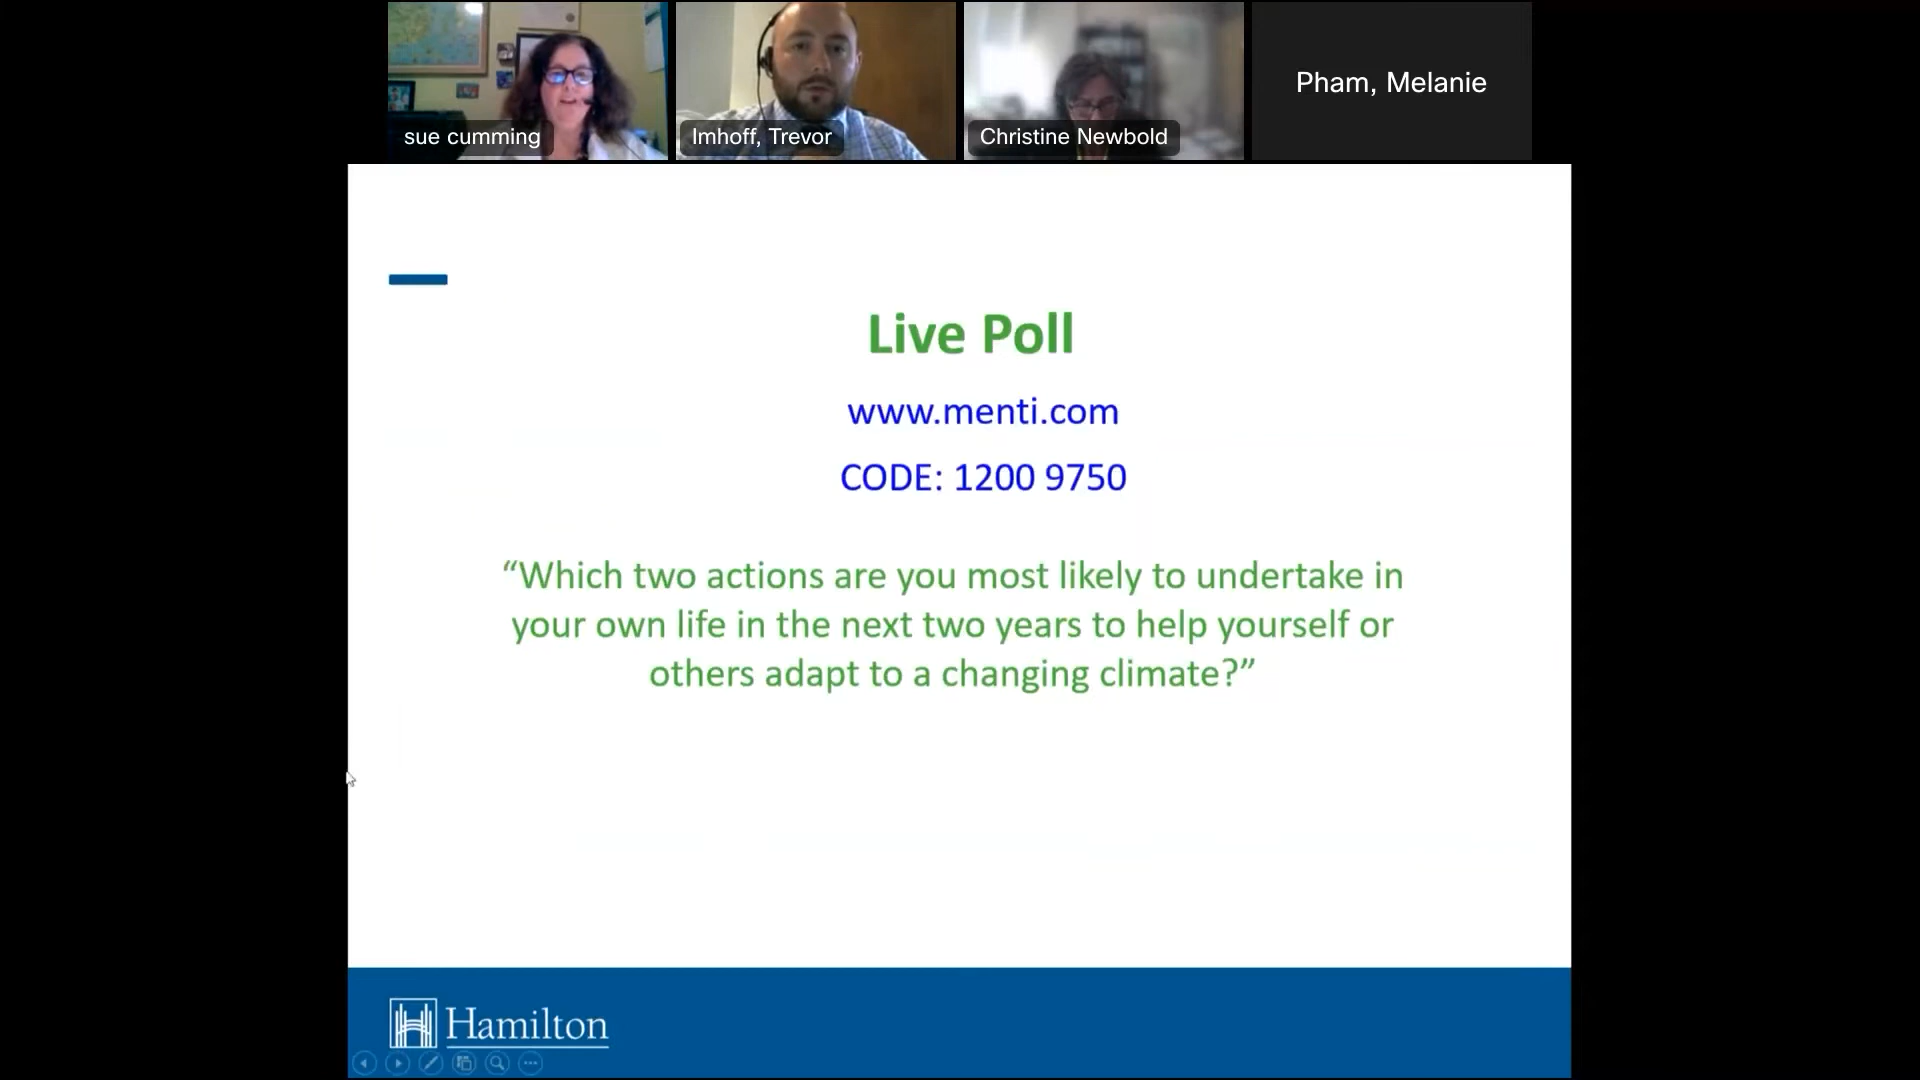 sue cumming
Imhoff, Trevor
Christine Newbold
Pham, Melanie
Live Poll
www.menti.com
CODE: 1200 9750
“Which two actions are you most likely to undertake in
your own life in the next two years to help yourself or
others adapt to a changing climate?”
Hamilton